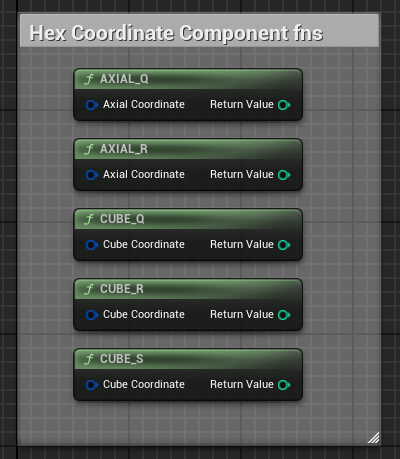 Hex Coordinate Component fns
f AXIAL_Q
Axial Coordinate Return Value
f AXIAL_R
Axial Coordinate Return Value
f CUBE_Q
Cube Coordinate Return Value
f CUBE_R
Cube Coordinate Return Value
f CUBE_S
Cube Coordinate Return Value